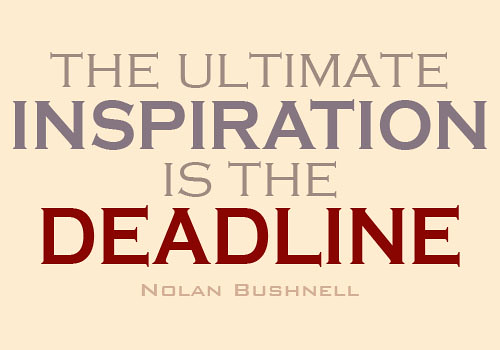 THE ULTIMATE
INSPIRATION
IS THE
DEADLINE
NOLAN BUSHNELL